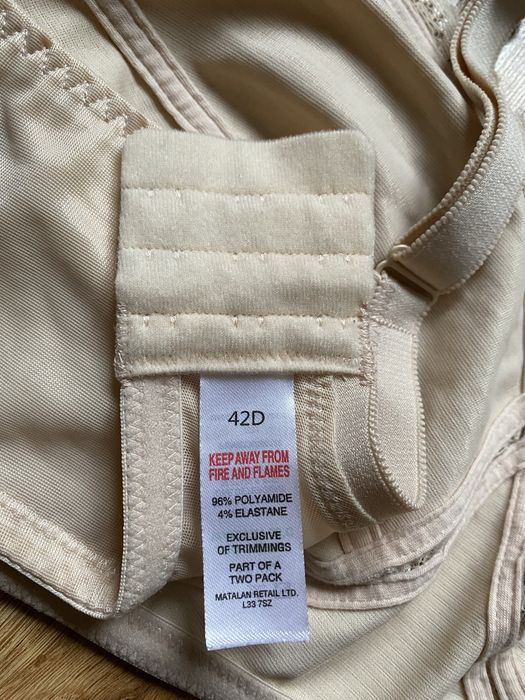 42D
KEEP AWAY FROM
FIRE AND FLAMES
96% POLYAMIDE
4% ELASTANE
EXCLUSIVE
OF TRIMMINGS
PART OF A
TWO PACK
MATALAN RETAIL LTD.
L33 7SZ